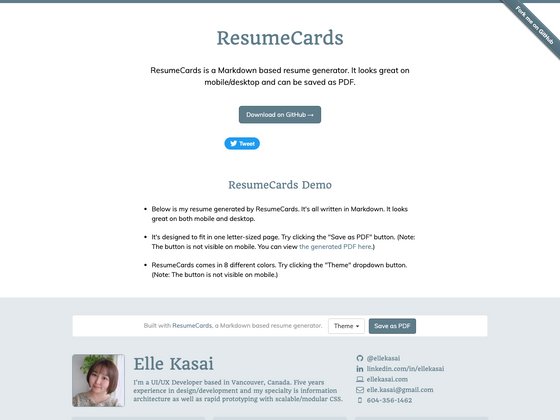 Fork me on GitHub
ResumeCards
ResumeCards is a Markdown based resume generator. It looks great on
mobile/desktop and can be saved as PDF.
Download on GitHub →
Tweet
ResumeCards Demo
Below is my resume generated by ResumeCards. It's all written in Markdown. It looks
great on both mobile and desktop.
It's designed to fit in one letter-sized page. Try clicking the "Save as PDF" button. (Note:
The button is not visible on mobile. You can view the generated PDF here.)
ResumeCards comes in 8 different colors. Try clicking the "Theme" dropdown button.
(Note: The button is not visible on mobile.)
Built with ResumeCards, a Markdown based resume generator. Theme Save as PDF
Elle Kasai
I'm a UI/UX Developer based in Vancouver, Canada. Five years
experience in design/development and my specialty is information
architecture as well as rapid prototyping with scalable/modular CSS.
@ellekasai
linkedin.com/in/ellekasai
ellekasai.com
elle.kasai@gmail.com
604-356-1462